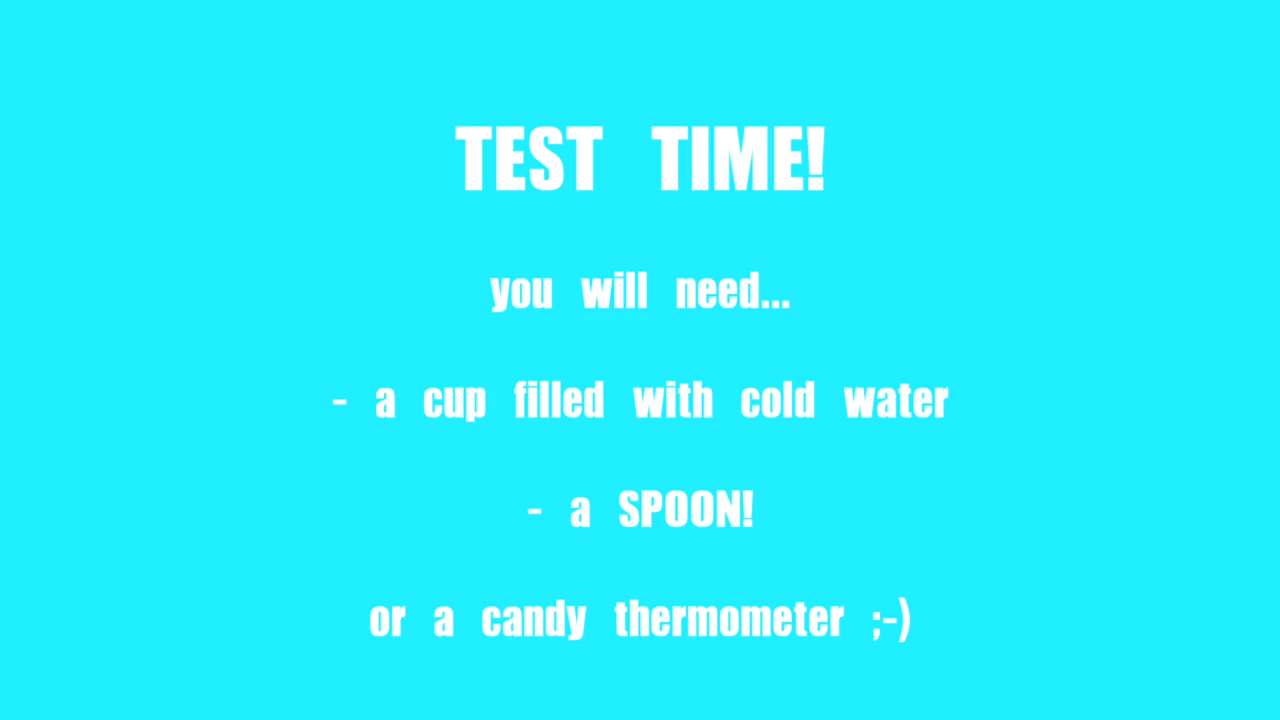 TEST TIME!
you will need...
- a cup filled with cold water
- a SPOON!
or a candy thermometer ;-)